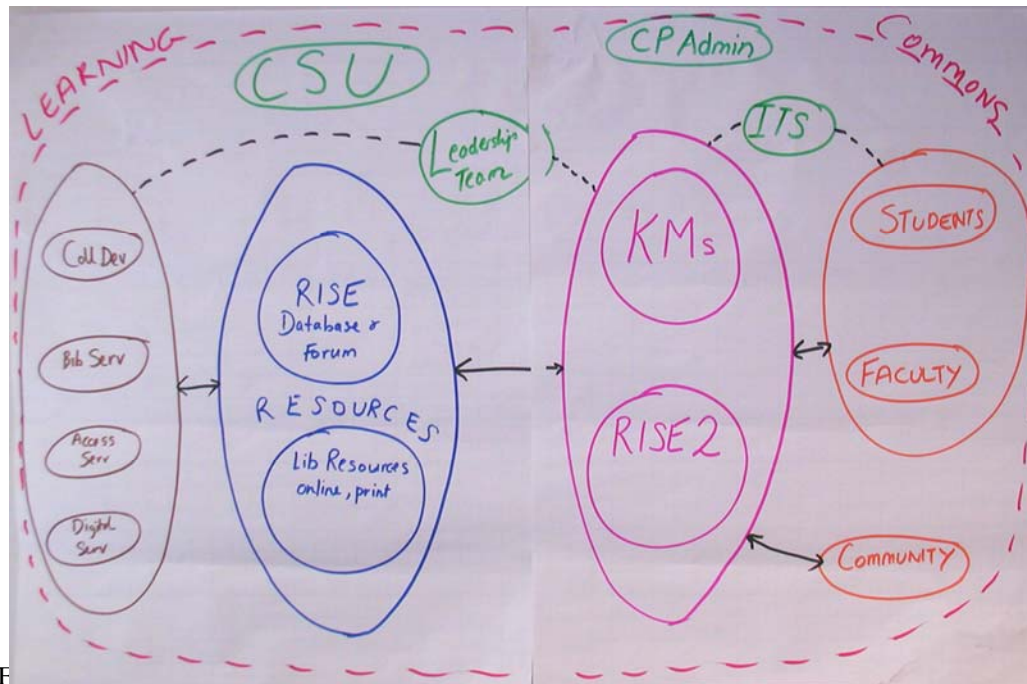 LEARNING
COMMONS
CSU
CP Admin
Leadership
Team
ITS
Coll Dev
Bib Serv
Access
Serv
Digital
Serv
RISE
Database &
Forum
RESOURCES
Lib Resources
online, print
KMs
RISE2
STUDENTS
FACULTY
COMMUNITY